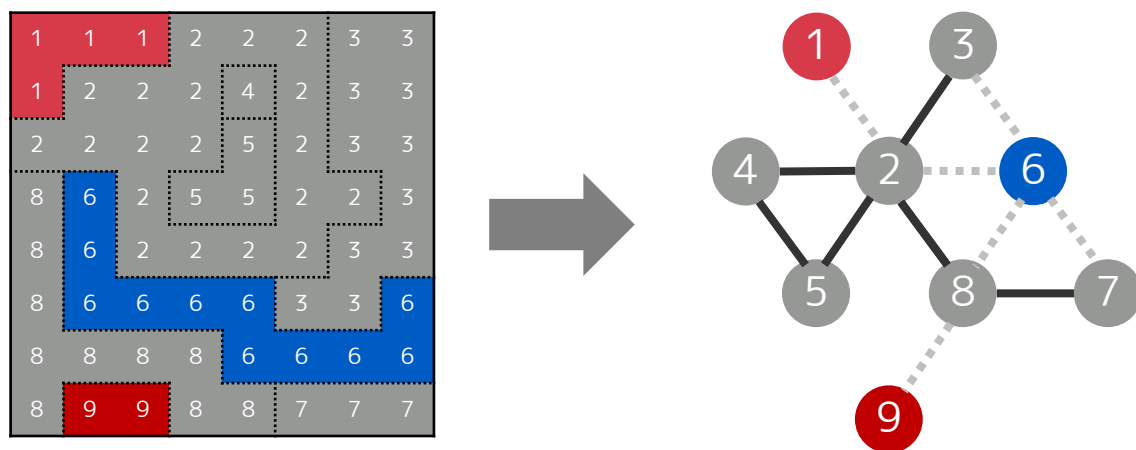 1 1 1 2 2 2 3 3
1 2 2 2 4 2 3 3
2 2 2 2 5 2 3 3
8 6 2 5 5 2 2 3
8 6 2 2 2 2 3 3
8 6 6 6 6 3 3 6
8 8 8 8 6 6 6 6
8 9 9 8 8 7 7 7
1 3
4 2 6
5 8 7
9